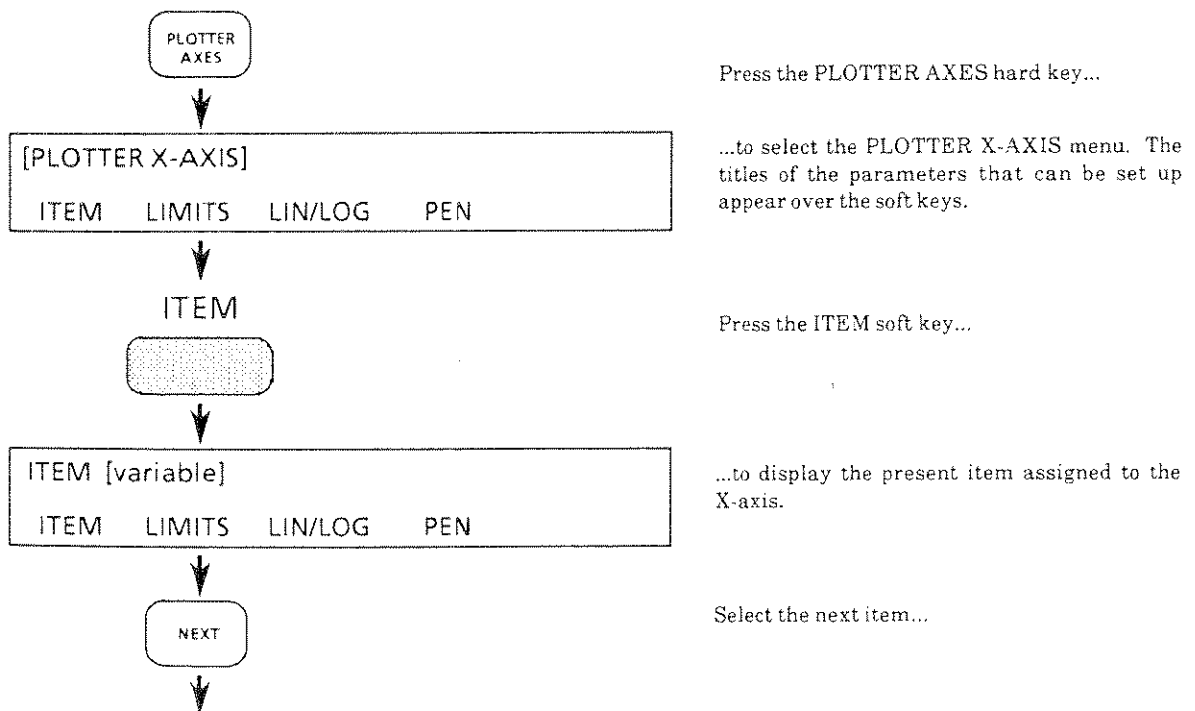 PLOTTER
AXES
Press the PLOTTER AXES hard key...
[PLOTTER X-AXIS]
ITEM LIMITS LIN/LOG PEN
...to select the PLOTTER X-AXIS menu. The
titles of the parameters that can be set up
appear over the soft keys.
ITEM
Press the ITEM soft key...
ITEM [variable]
ITEM LIMITS LIN/LOG PEN
...to display the present item assigned to the
X-axis.
NEXT
Select the next item...